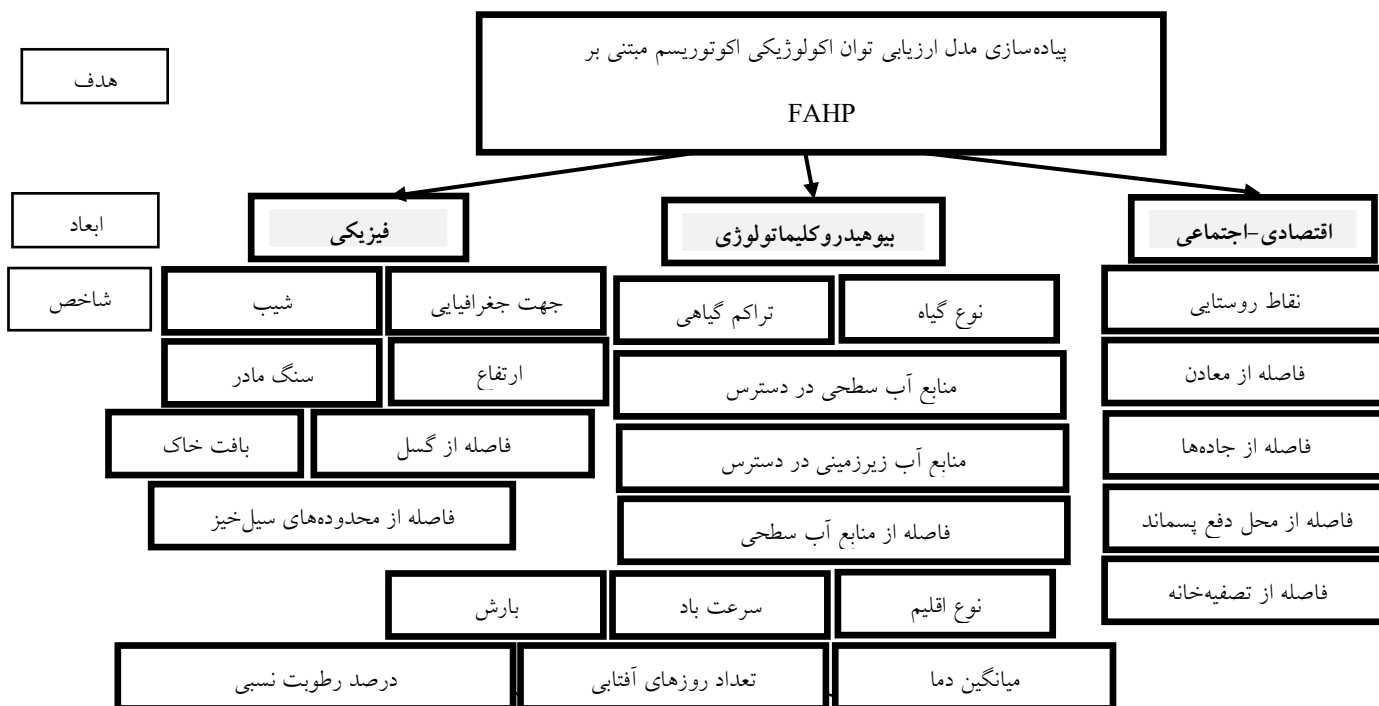 پیاده‌سازی مدل ارزیابی توان اکولوژیکی اکوتوریسم مبتنی بر
FAHP
هدف
ابعاد
اقتصادی-اجتماعی
بیوهیدروکلیماتولوژی
فیزیکی
شاخص
نقاط روستایی
نوع گیاه
تراکم گیاهی
جهت جغرافیایی
شیب
فاصله از معادن
منابع آب سطحی در دسترس
ارتفاع
سنگ مادر
فاصله از جاده‌ها
منابع آب زیرزمینی در دسترس
فاصله از گسل
بافت خاک
فاصله از محل دفع پسماند
فاصله از منابع آب سطحی
فاصله از محدوده‌های سیل‌خیز
فاصله از تصفیه‌خانه
نوع اقلیم
سرعت باد
بارش
میانگین دما
تعداد روزهای آفتابی
درصد رطوبت نسبی